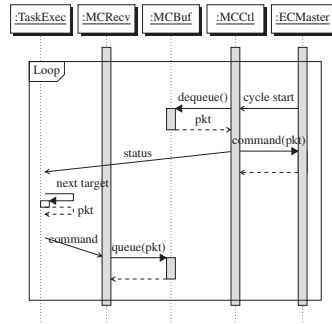 :TaskExec :MCRecv :MCBuf :MCCtl :ECMaster
Loop
dequeue() cycle start
pkt
command(pkt)
status
next target
pkt
command
queue(pkt)